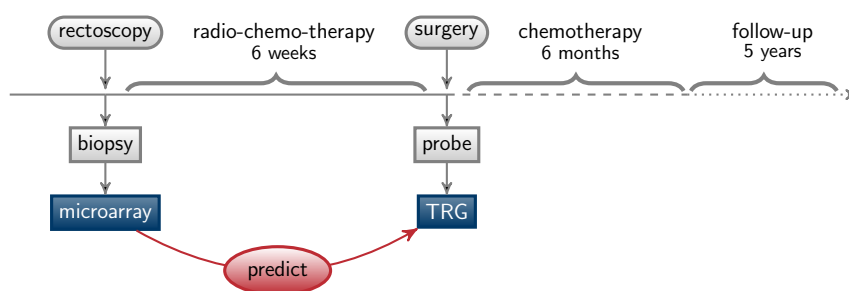 rectoscopy
radio-chemo-therapy
6 weeks
surgery
chemotherapy
6 months
follow-up
5 years
biopsy
probe
microarray
TRG
predict